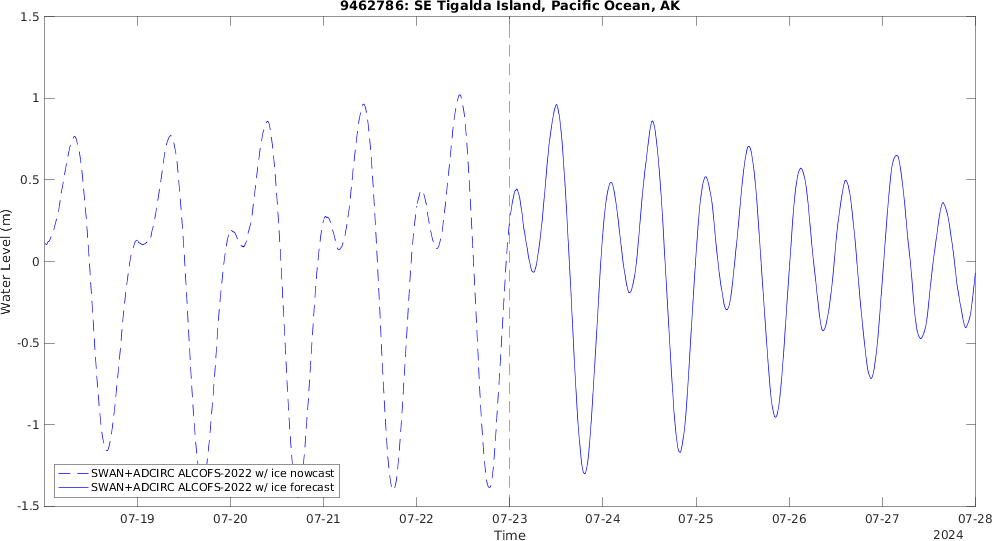 9462786: SE Tigalda Island, Pacific Ocean, AK
1.5
1
0.5
0
-0.5
-1
-1.5
Water Level (m)
SWAN+ADCIRC ALCOFS-2022 w/ ice nowcast
SWAN+ADCIRC ALCOFS-2022 w/ ice forecast
07-19 07-20 07-21 07-22 07-23 07-24 07-25 07-26 07-27 07-28
Time
2024